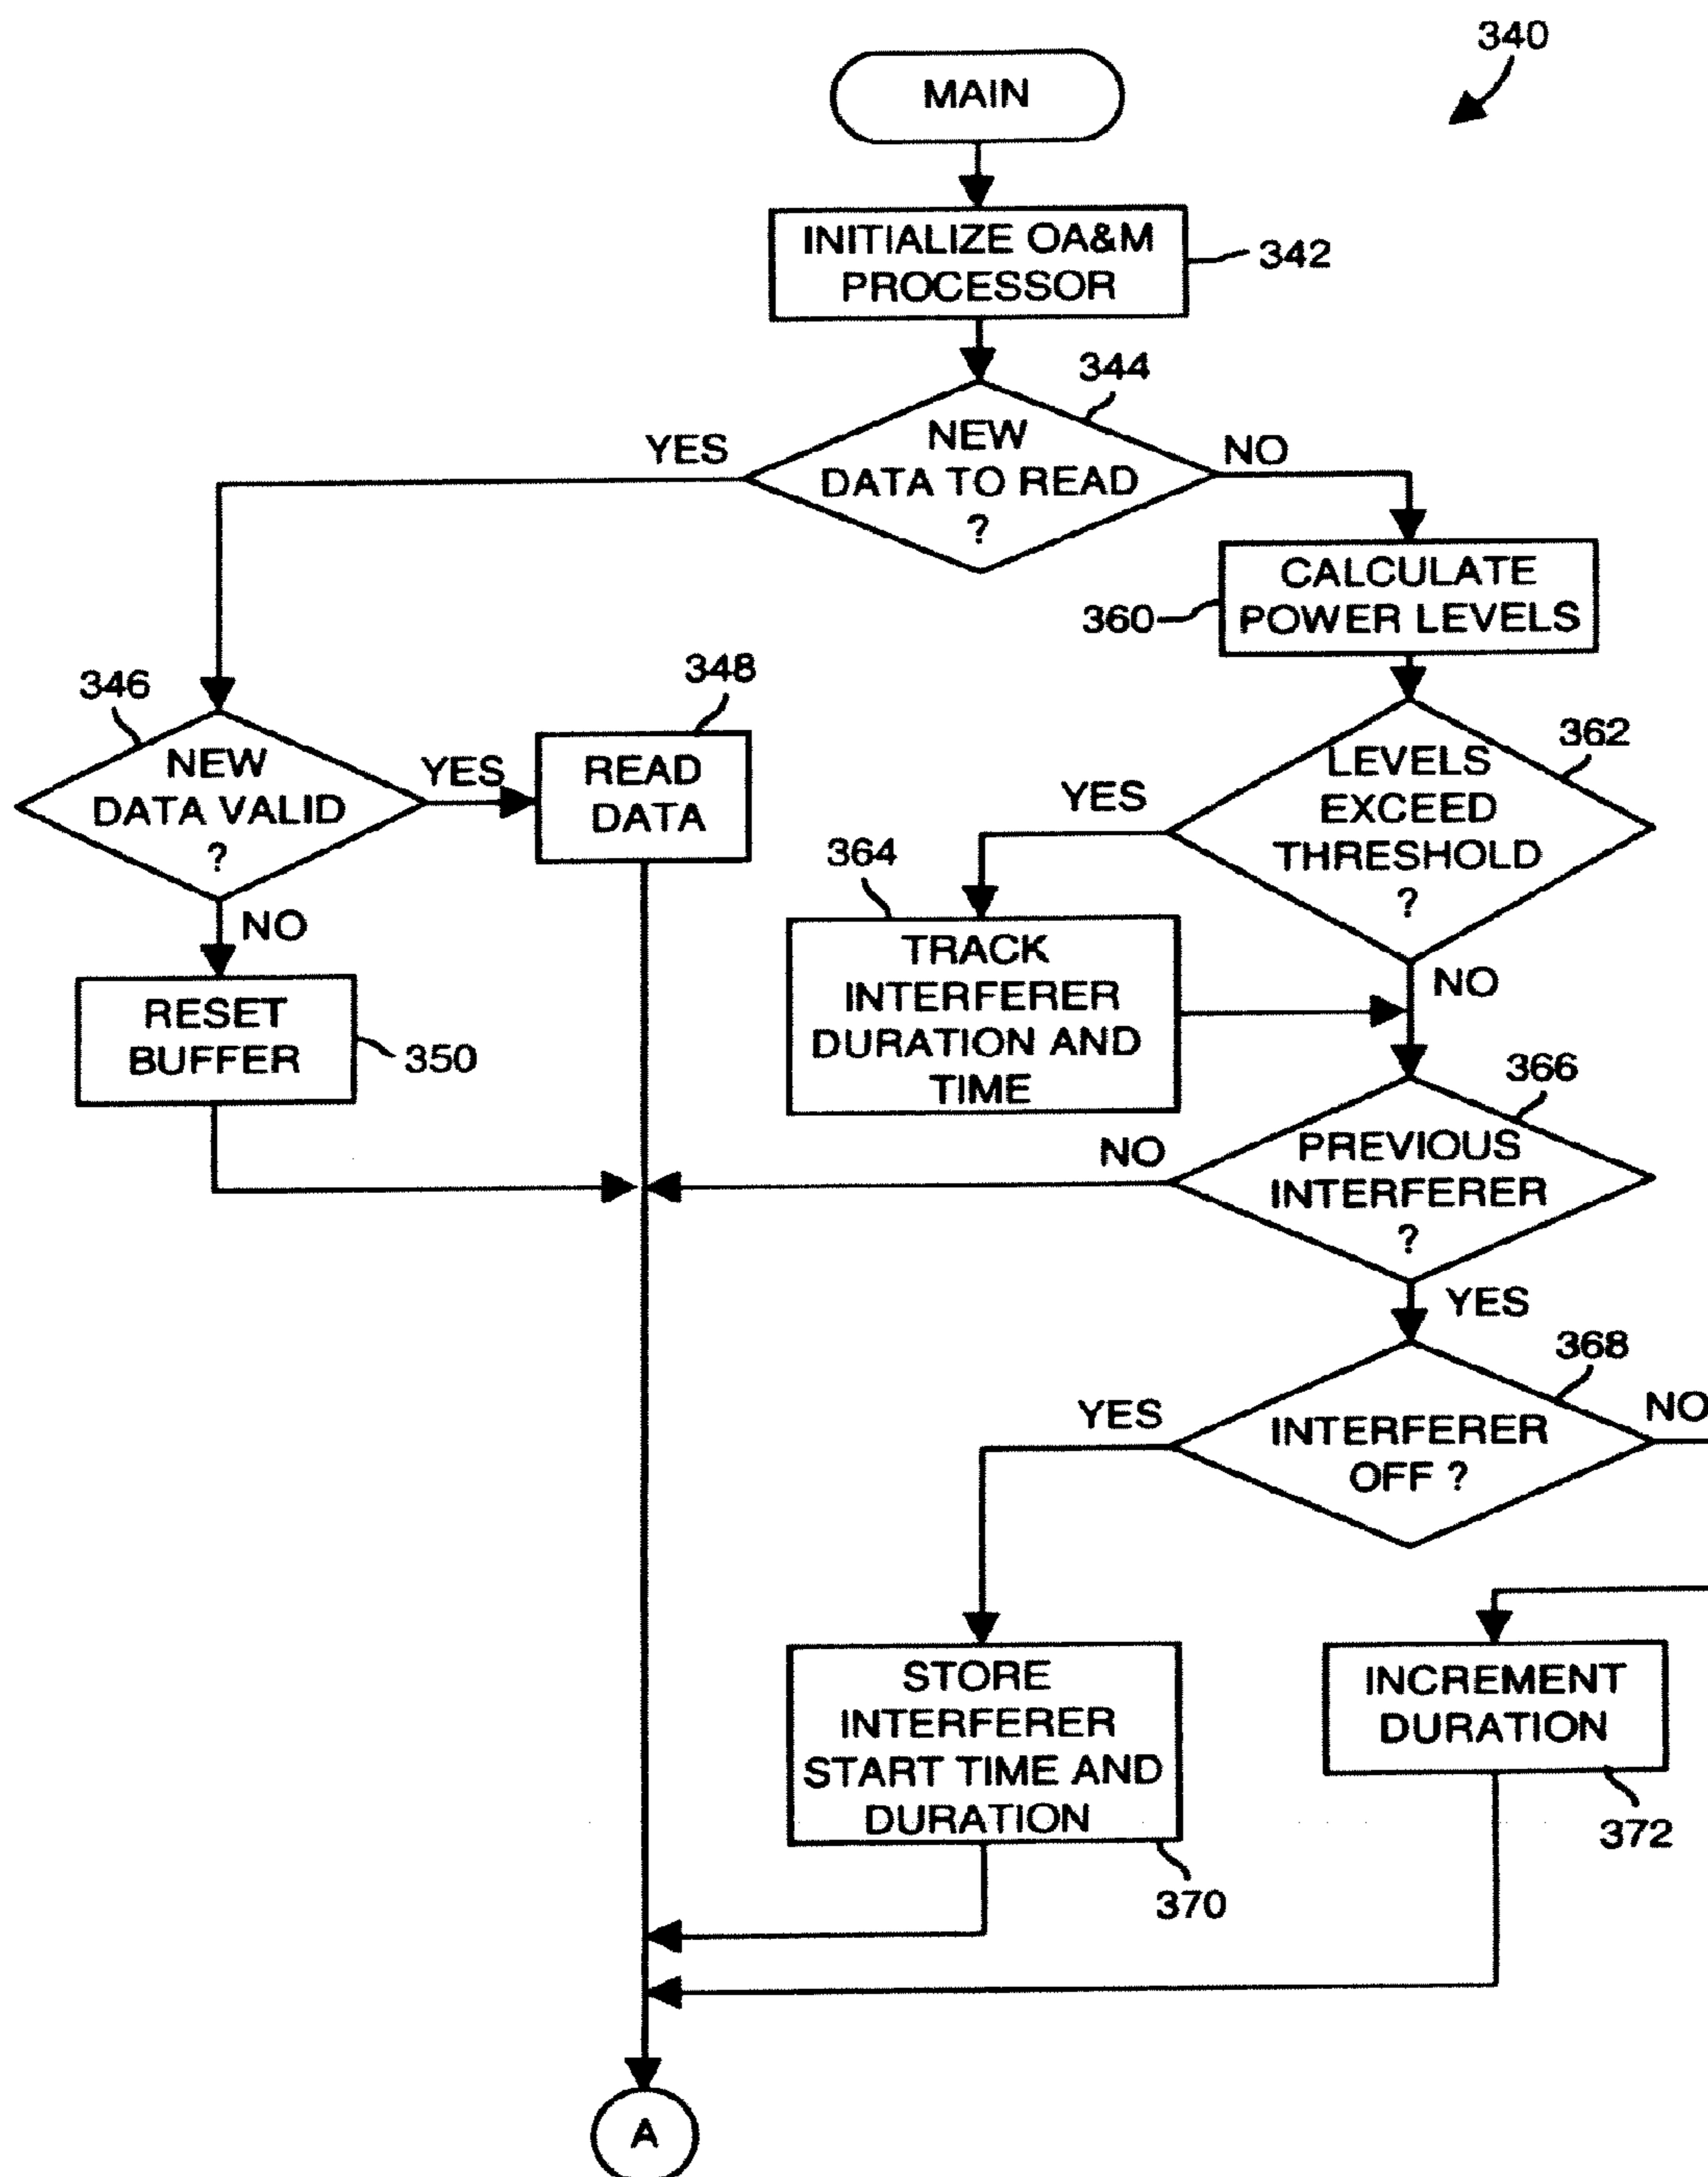 340
MAIN
INITIALIZE OA&M
PROCESSOR
342
344
NEW
DATA TO READ
?
YES
NO
CALCULATE
POWER LEVELS
360
346
NEW
DATA VALID
?
YES
348
READ
DATA
NO
RESET
BUFFER
350
362
LEVELS
EXCEED
THRESHOLD
?
YES
NO
364
TRACK
INTERFERER
DURATION AND
TIME
366
PREVIOUS
INTERFERER
?
NO
YES
368
INTERFERER
OFF ?
YES
NO
STORE
INTERFERER
START TIME AND
DURATION
370
INCREMENT
DURATION
372
A